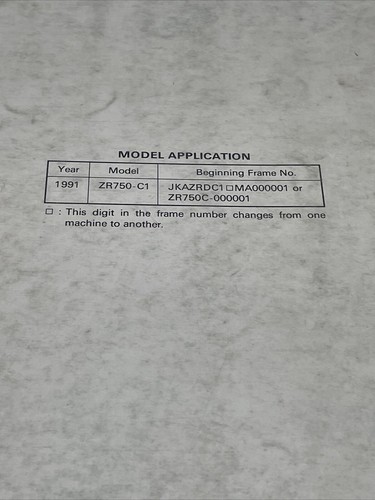 MODEL APPLICATION
Year Model Beginning Frame No.
1991 ZR750-C1 JKAZRDC1□MA000001 or
ZR750C-000001
□ : This digit in the frame number changes from one
machine to another.